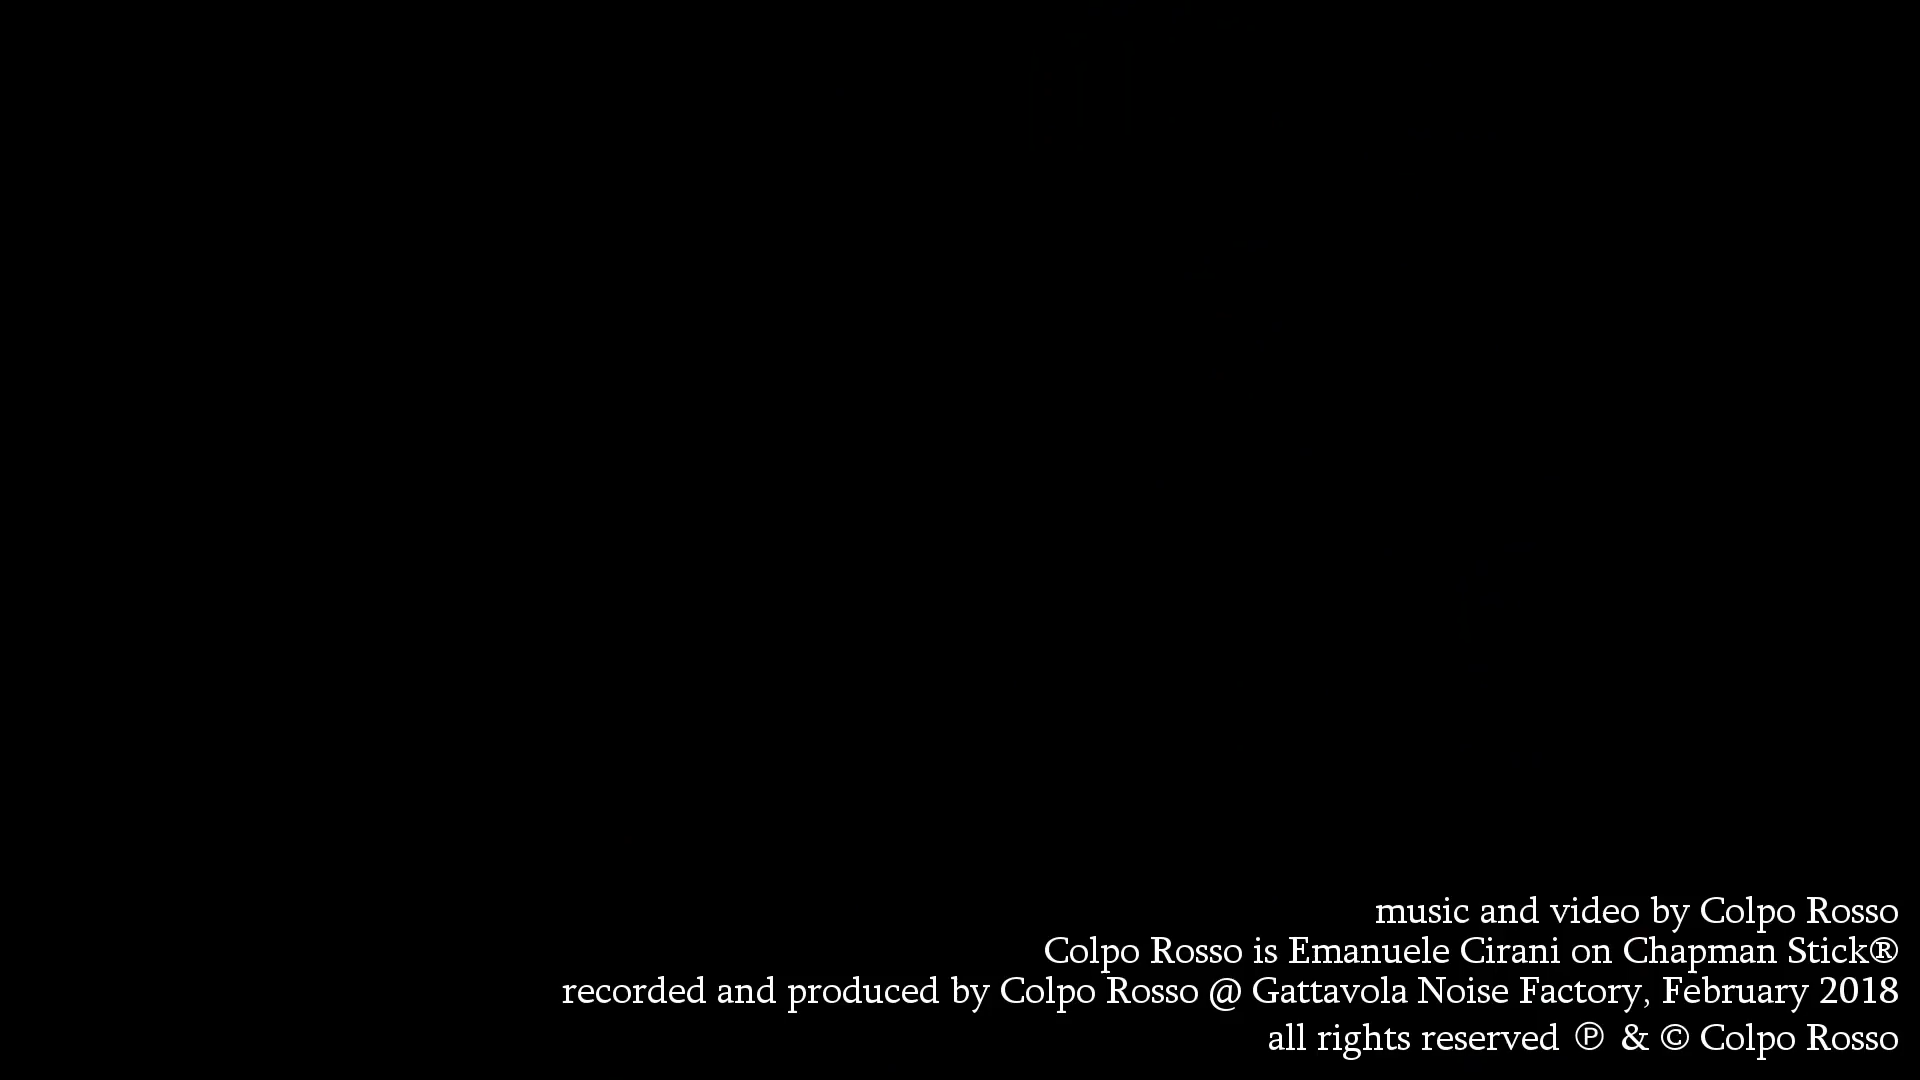 music and video by Colpo Rosso
Colpo Rosso is Emanuele Cirani on Chapman Stick®
recorded and produced by Colpo Rosso @ Gattavola Noise Factory, February 2018
all rights reserved ℗ & © Colpo Rosso